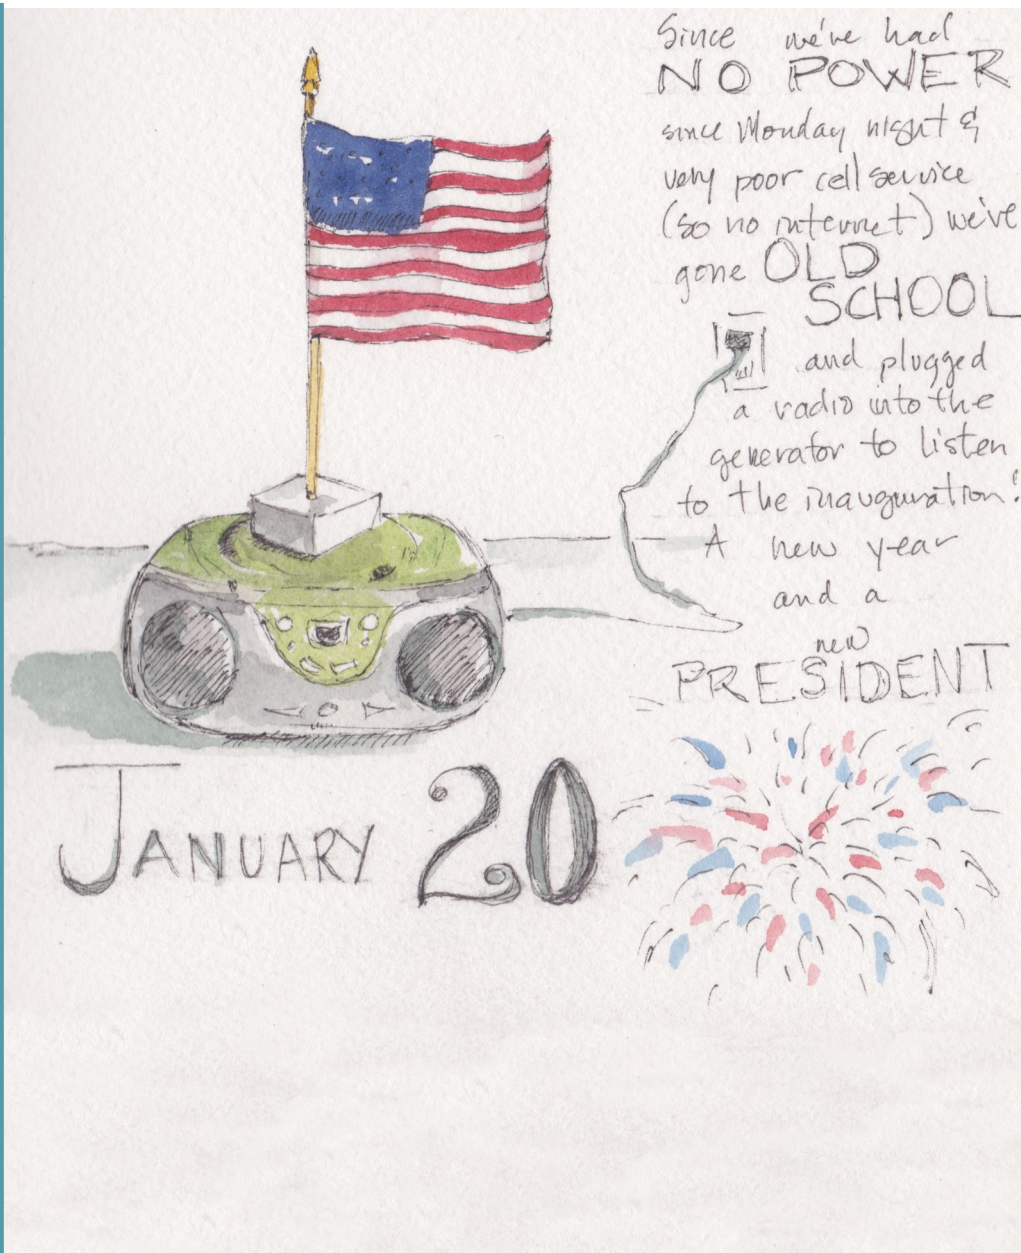 Since we've had
NO POWER
since Monday night &
very poor cell service
(so no internet) we've
gone OLD
SCHOOL
and plugged
a radio into the
generator to listen
to the inauguration!
A new year
and a
new
PRESIDENT
JANUARY 20